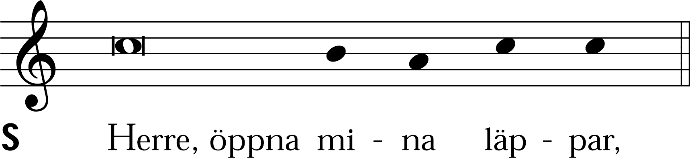 S Herre, öppna mi - na läp - par,